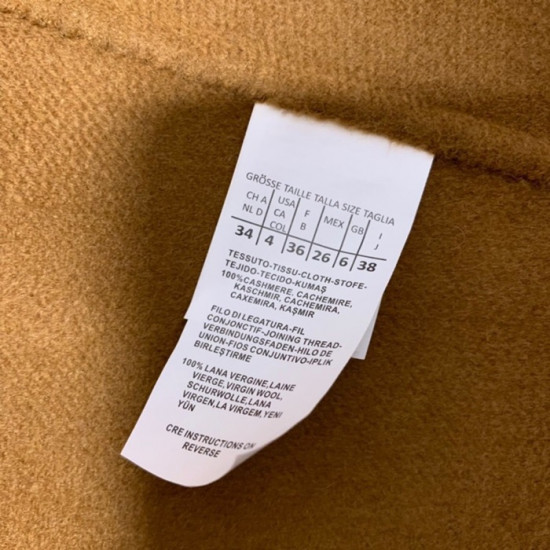 GRÖSSE TAILLE TALLA SIZE TAGLIA
CH A USA F MEX GB I
NL D CA B J
COL
34 4 36 26 6 38
TESSUTO-TISSU-CLOTH-STOFE-
TEJIDO-TECIDO-KUMAŞ
100%CASHMERE, CACHEMIRE,
KASCHMIR, CACHEMIRA,
CAXEMIRA, KAŞMIR
FILO DI LEGATURA-FIL
CONJONCTIF-JOINING THREAD-
VERBINDUNGSFADEN-HILO DE
UNION-FIOS CONJUNTIVO-IPLIK
BIRLEŞTIRME
100% LANA VERGINE,LAINE
VIERGE,VIRGIN WOOL,
SCHURWOLLE,LANA
VIRGEN,LA VIRGEM,YENI
YÜN
CRE INSTRUCTIONS ON
REVERSE